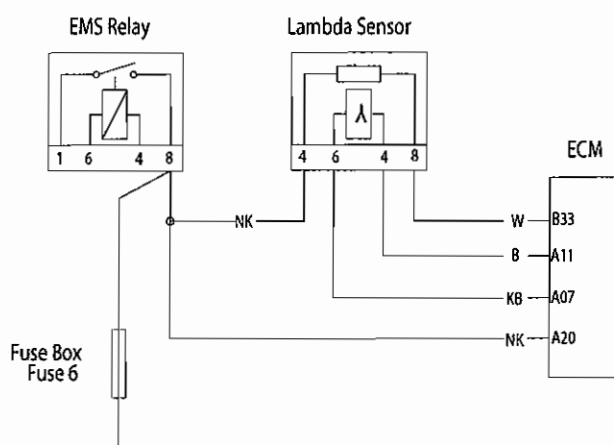 EMS Relay
Lambda Sensor
1 6 4 8
4 6 4 8
ECM
NK
W B33
B A11
KB A07
NK A20
Fuse Box
Fuse 6